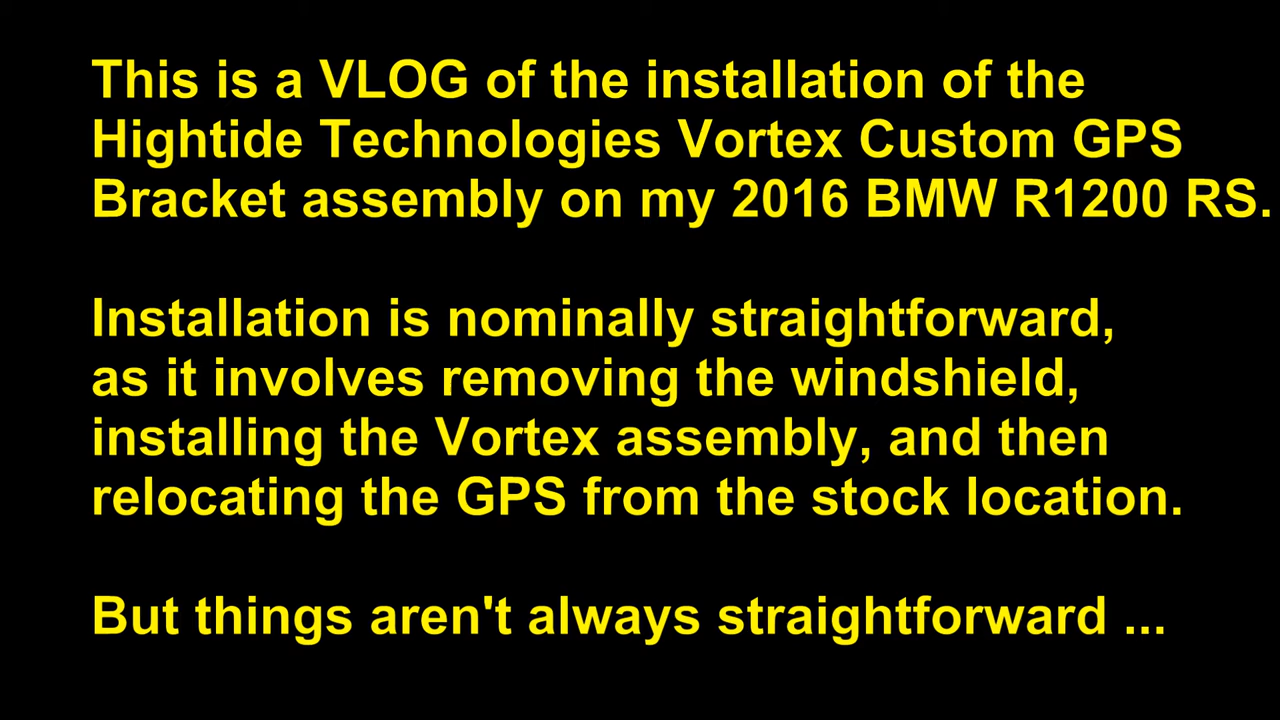 This is a VLOG of the installation of the
Hightide Technologies Vortex Custom GPS
Bracket assembly on my 2016 BMW R1200 RS.
Installation is nominally straightforward,
as it involves removing the windshield,
installing the Vortex assembly, and then
relocating the GPS from the stock location.
But things aren't always straightforward ...